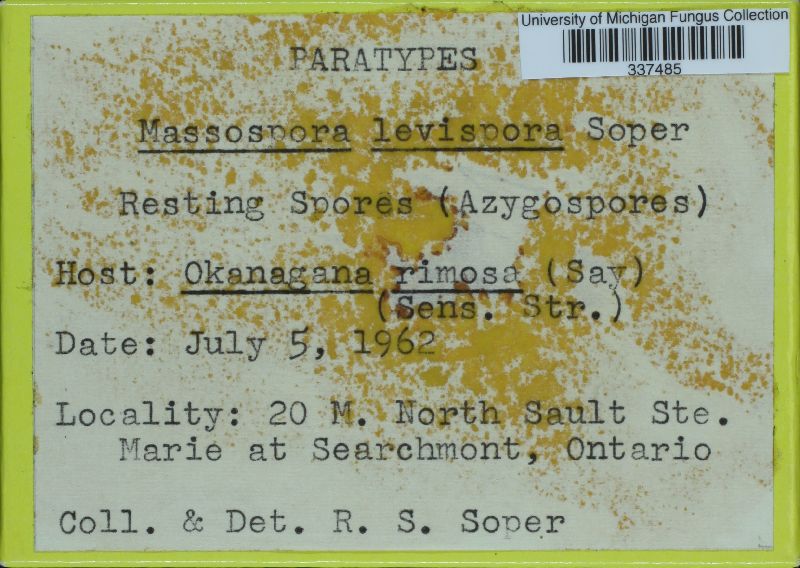 University of Michigan Fungus Collection
337485
PARATYPES
Massospora levispora Soper
Resting Spores (Azygospores)
Host: Okanagana rimosa (Say)
(Sens. Str.)
Date: July 5, 1962
Locality: 20 M. North Sault Ste.
Marie at Searchmont, Ontario
Coll. & Det. R. S. Soper